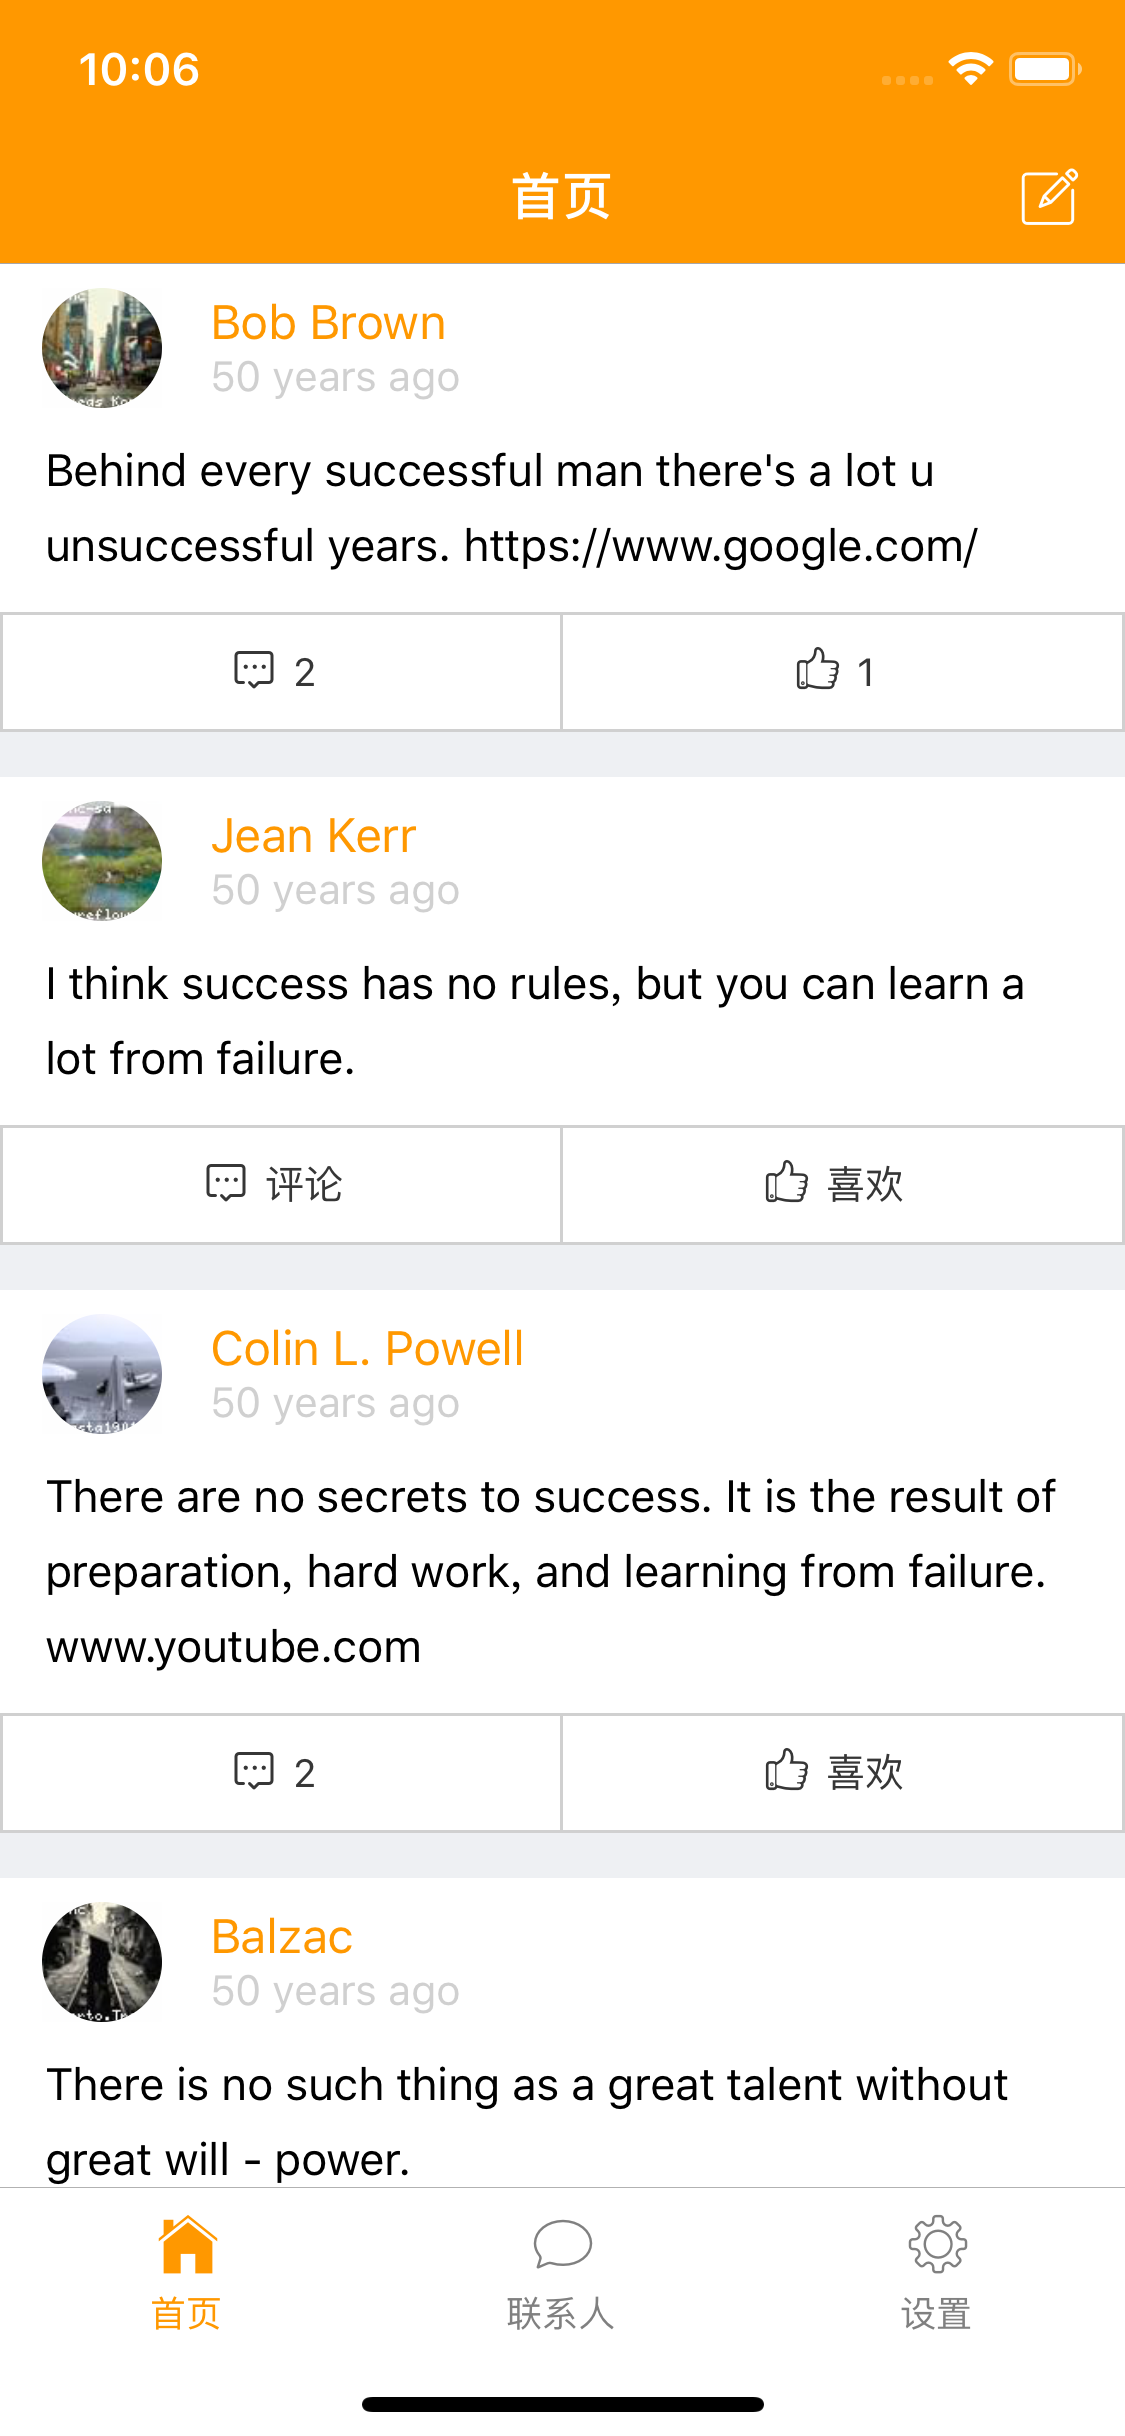 10:06
首页
Bob Brown
50 years ago
Behind every successful man there's a lot u
unsuccessful years. https://www.google.com/
2
1
Jean Kerr
50 years ago
I think success has no rules, but you can learn a
lot from failure.
评论
喜欢
Colin L. Powell
50 years ago
There are no secrets to success. It is the result of
preparation, hard work, and learning from failure.
www.youtube.com
2
喜欢
Balzac
50 years ago
There is no such thing as a great talent without
great will - power.
首页
联系人
设置